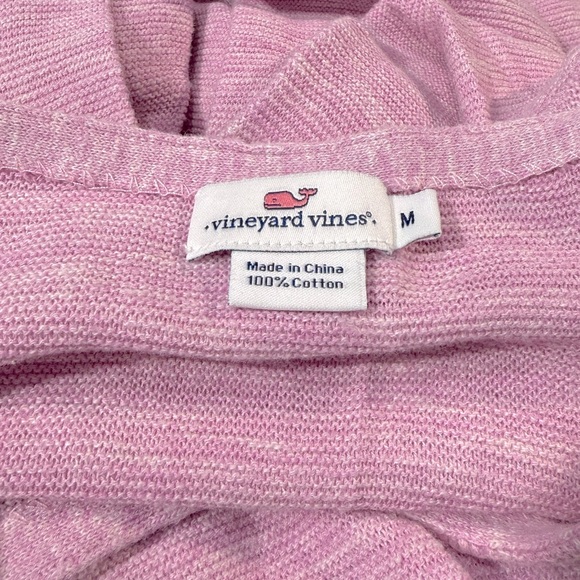 ·vineyard vines®·
M
Made in China
100% Cotton